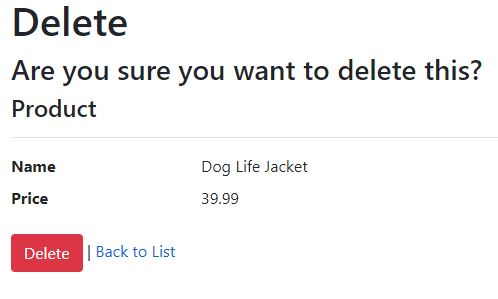 Delete
Are you sure you want to delete this?
Product
Name Dog Life Jacket
Price 39.99
Delete | Back to List